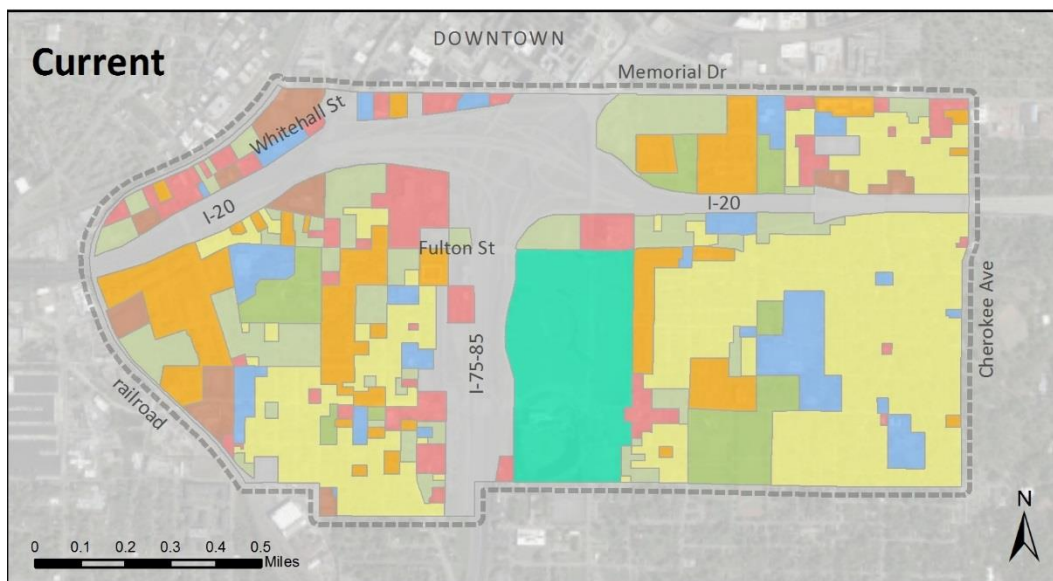 DOWNTOWN
Current
Memorial Dr
Whitehall St
I-20
I-20
Fulton St
I-75-85
Cherokee Ave
railroad
N
0 0.1 0.2 0.3 0.4 0.5
Miles